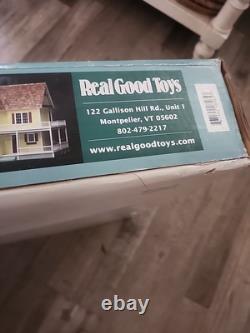 Real Good Toys
122 Gallison Hill Rd., Unit 1
Montpelier, VT 05602
802-479-2217
www.realgoodtoys.com